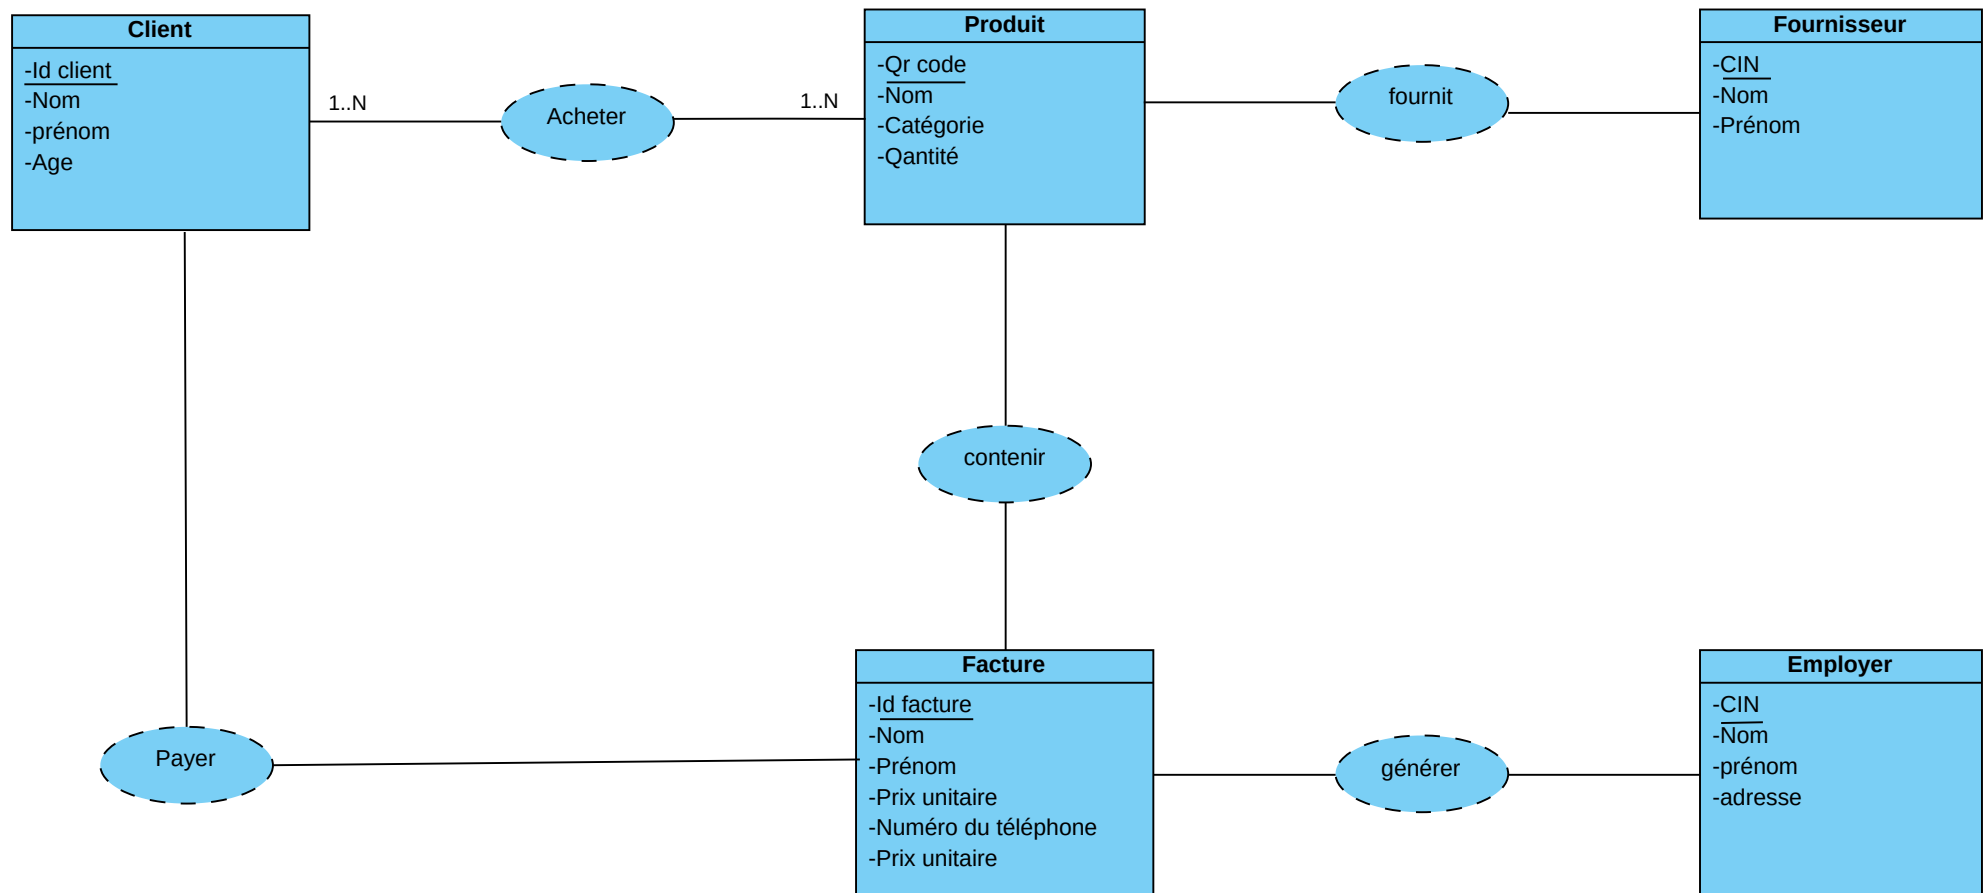 Client
-Id client
-Nom
-prénom
-Age
1..N
Acheter
1..N
Produit
-Qr code
-Nom
-Catégorie
-Qantité
fournit
Fournisseur
-CIN
-Nom
-Prénom
contenir
Payer
Facture
-Id facture
-Nom
-Prénom
-Prix unitaire
-Numéro du téléphone
-Prix unitaire
générer
Employer
-CIN
-Nom
-prénom
-adresse